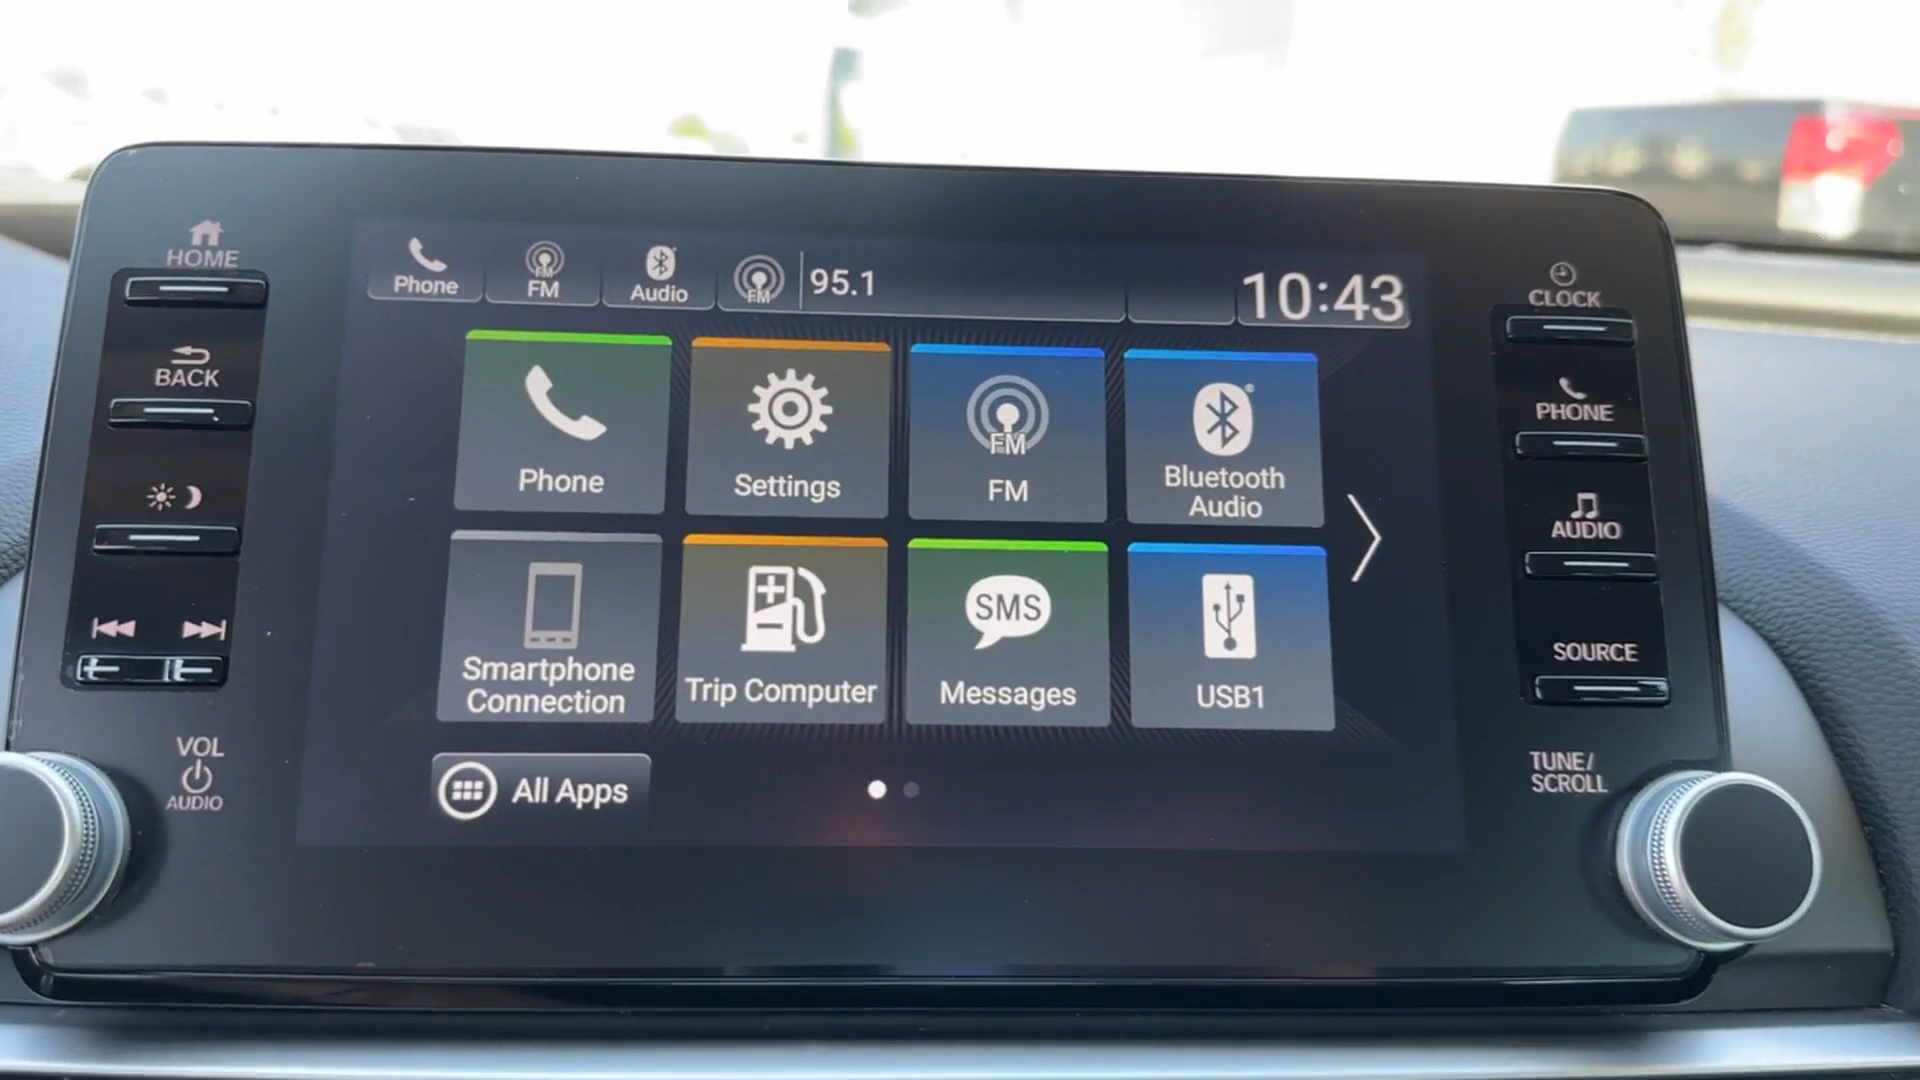 HOME
BACK
VOL
AUDIO
Phone
FM
FM
Audio
FM
95.1
10:43
Phone
Settings
FM
FM
Bluetooth
Audio
Smartphone
Connection
Trip Computer
SMS
Messages
USB1
All Apps
CLOCK
PHONE
AUDIO
SOURCE
TUNE/
SCROLL